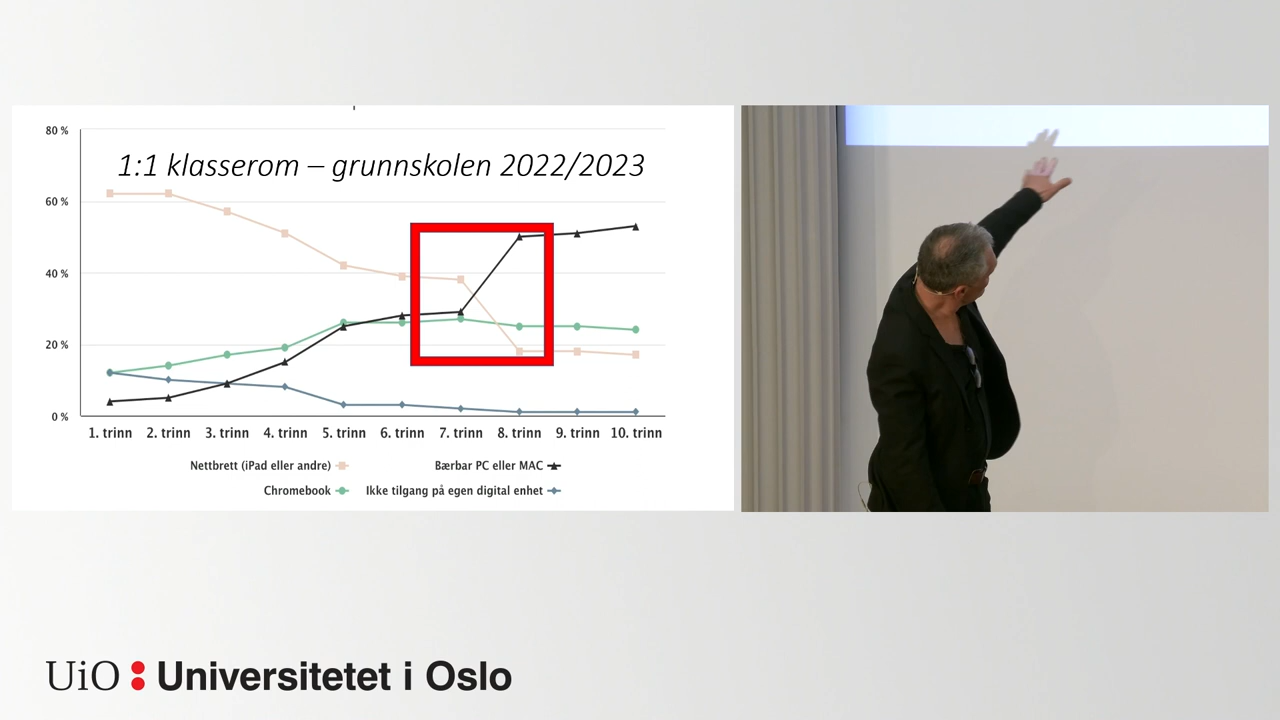 1:1 klasserom – grunnskolen 2022/2023
80 %
60 %
40 %
20 %
0 %
1. trinn 2. trinn 3. trinn 4. trinn 5. trinn 6. trinn 7. trinn 8. trinn 9. trinn 10. trinn
Nettbrett (iPad eller andre) Bærbar PC eller MAC
Chromebook Ikke tilgang på egen digital enhet
UiO Universitetet i Oslo